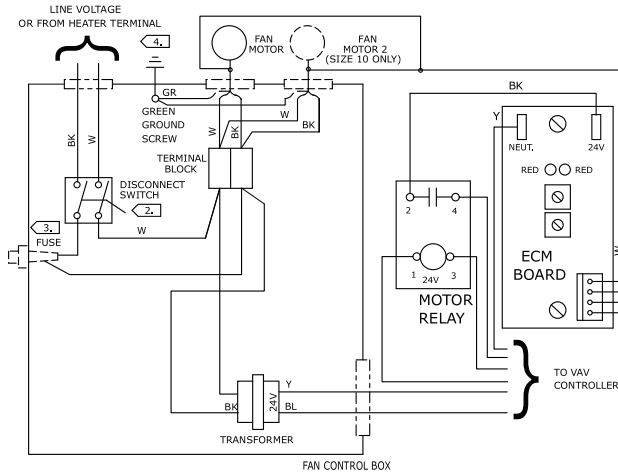 LINE VOLTAGE
OR FROM HEATER TERMINAL
4.
FAN
MOTOR
FAN
MOTOR 2
(SIZE 10 ONLY)
GR
GREEN
GROUND
SCREW
BK
W
W
BK
W
BK
TERMINAL
BLOCK
DISCONNECT
SWITCH
2.
3.
FUSE
W
BK
Y
NEUT.
24V
RED
RED
2
4
1
24V
3
MOTOR
RELAY
ECM
BOARD
W
TO VAV
CONTROLLER
BK
24V
Y
BL
TRANSFORMER
FAN CONTROL BOX